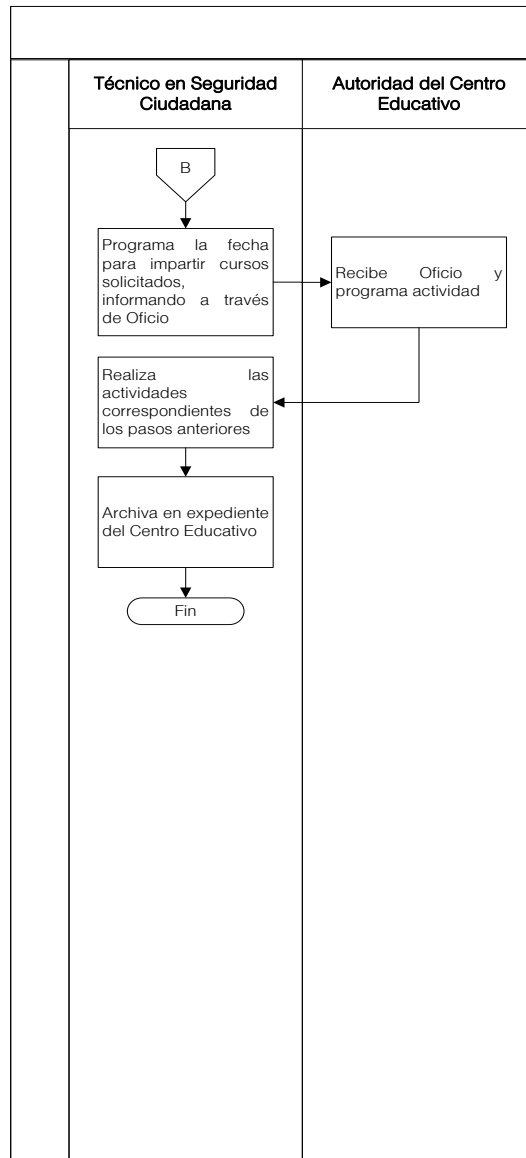 Técnico en Seguridad
Ciudadana
Autoridad del Centro
Educativo
B
Programa la fecha
para impartir cursos
solicitados,
informando a través
de Oficio
Recibe Oficio y
programa actividad
Realiza las
actividades
correspondientes de
los pasos anteriores
Archiva en expediente
del Centro Educativo
Fin